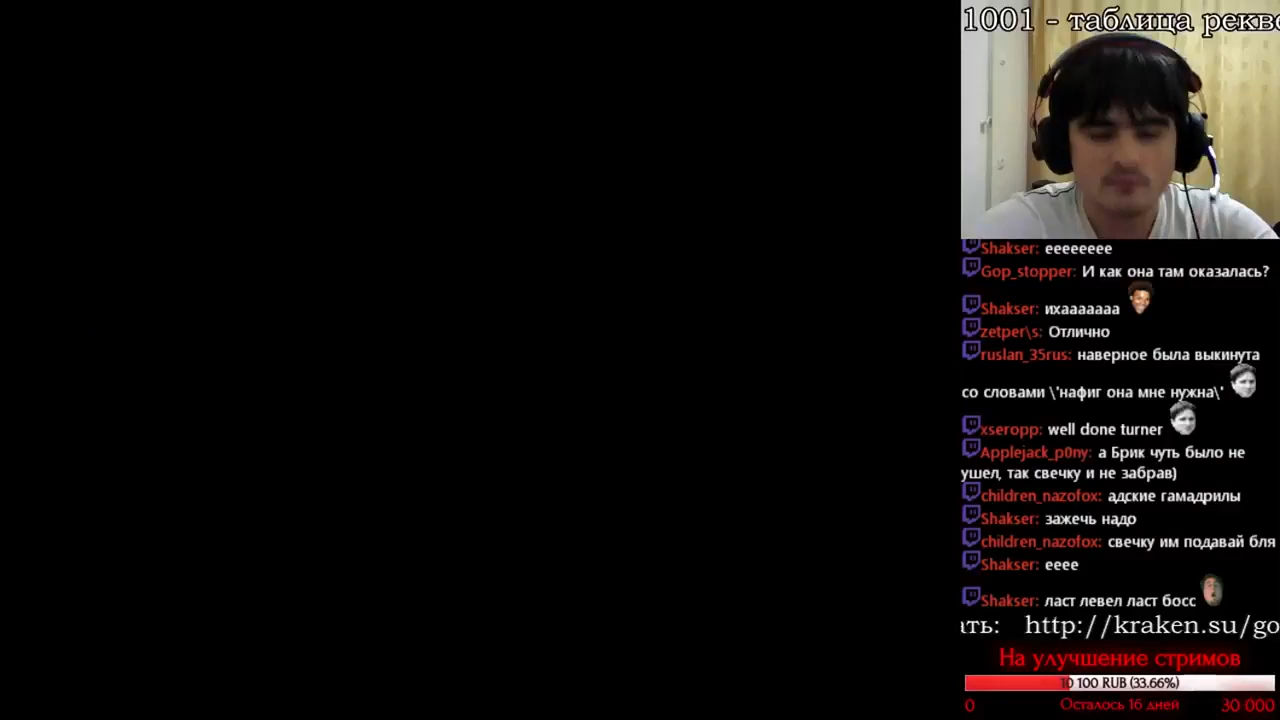 1001 - таблица рекве
Shakser: eeeeeeee
Gop_stopper: И как она там оказалась?
Shakser: ихааааааа
zetper\s: Отлично
ruslan_35rus: наверное была выкинута
со словами \'нафиг она мне нужна\'
xseropp: well done turner
Applejack_p0ny: а Брик чуть было не
ушел, так свечку и не забрав)
children_nazofox: адские гамадрилы
Shakser: зажечь надо
children_nazofox: свечку им подавай бля
Shakser: eeee
Shakser: ласт левел ласт босс
ать: http://kraken.su/go
На улучшение стримов
10 100 RUB (33.66%)
0 Осталось 16 дней 30 000